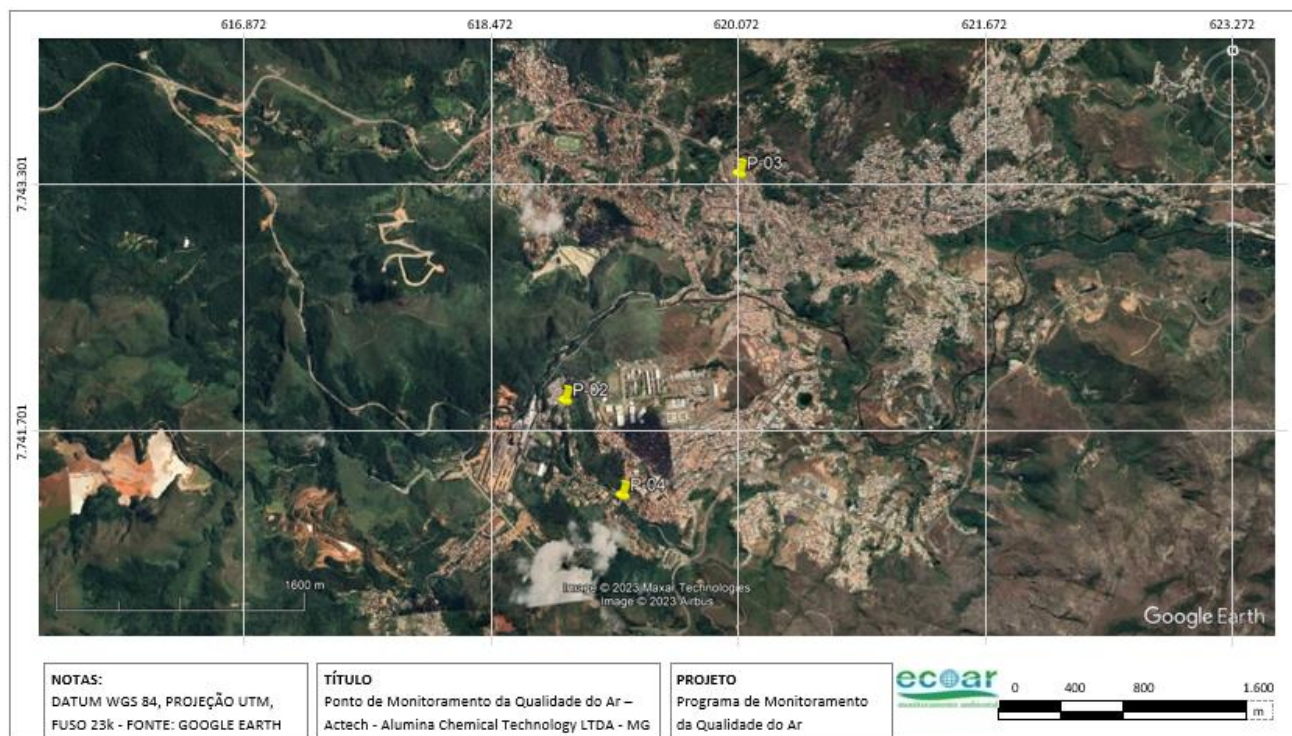 616.872 618.472 620.072 621.672 623.272
N
7.743.301
P-03
P-02
7.741.701
P-04
1600 m
Image © 2023 Maxar Technologies
Image © 2023 Airbus
Google Earth
NOTAS:
DATUM WGS 84, PROJEÇÃO UTM,
FUSO 23k - FONTE: GOOGLE EARTH
TÍTULO
Ponto de Monitoramento da Qualidade do Ar –
Actech - Alumina Chemical Technology LTDA - MG
PROJETO
Programa de Monitoramento
da Qualidade do Ar
ecoar
monitoramento ambiental
0 400 800 1.600
m